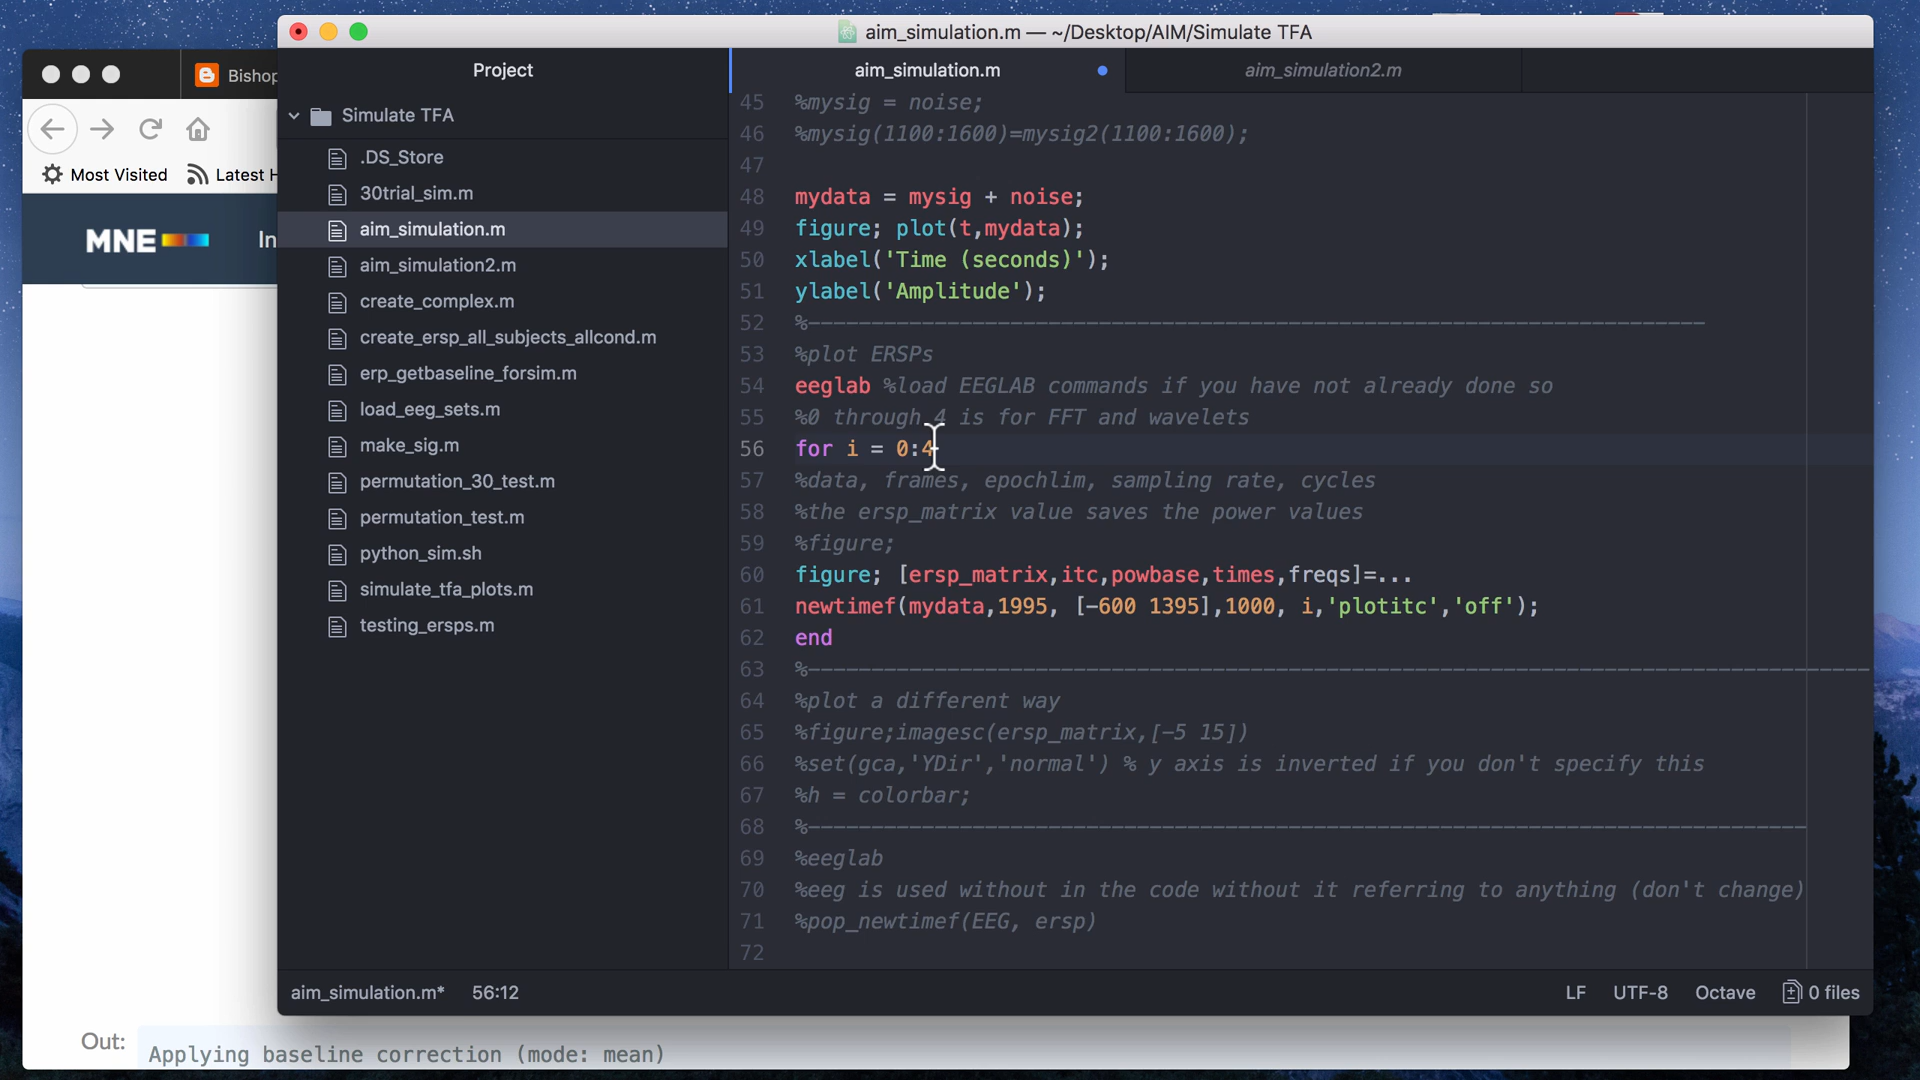 aim_simulation.m — ~/Desktop/AIM/Simulate TFA
Bishop
Most Visited
Latest H
MNE
In
Project
Simulate TFA
.DS_Store
30trial_sim.m
aim_simulation.m
aim_simulation2.m
create_complex.m
create_ersp_all_subjects_allcond.m
erp_getbaseline_forsim.m
load_eeg_sets.m
make_sig.m
permutation_30_test.m
permutation_test.m
python_sim.sh
simulate_tfa_plots.m
testing_ersps.m
aim_simulation.m
aim_simulation2.m
45 %mysig = noise;
46 %mysig(1100:1600)=mysig2(1100:1600);
47
48 mydata = mysig + noise;
49 figure; plot(t,mydata);
50 xlabel('Time (seconds)');
51 ylabel('Amplitude');
52 %-----------------------------------------------------------------------
53 %plot ERSPs
54 eeglab %load EEGLAB commands if you have not already done so
55 %0 through 4 is for FFT and wavelets
56 for i = 0:4
57 %data, frames, epochlim, sampling rate, cycles
58 %the ersp_matrix value saves the power values
59 %figure;
60 figure; [ersp_matrix,itc,powbase,times,freqs]=...
61 newtimef(mydata,1995, [-600 1395],1000, i,'plotitc','off');
62 end
63 %------------------------------------------------------------------------------------
64 %plot a different way
65 %figure;imagesc(ersp_matrix,[-5 15])
66 %set(gca,'YDir','normal') % y axis is inverted if you don't specify this
67 %h = colorbar;
68 %-------------------------------------------------------------------------------
69 %eeglab
70 %eeg is used without in the code without it referring to anything (don't change)
71 %pop_newtimef(EEG, ersp)
72
aim_simulation.m* 56:12
LF UTF-8 Octave 0 files
Out:
Applying baseline correction (mode: mean)